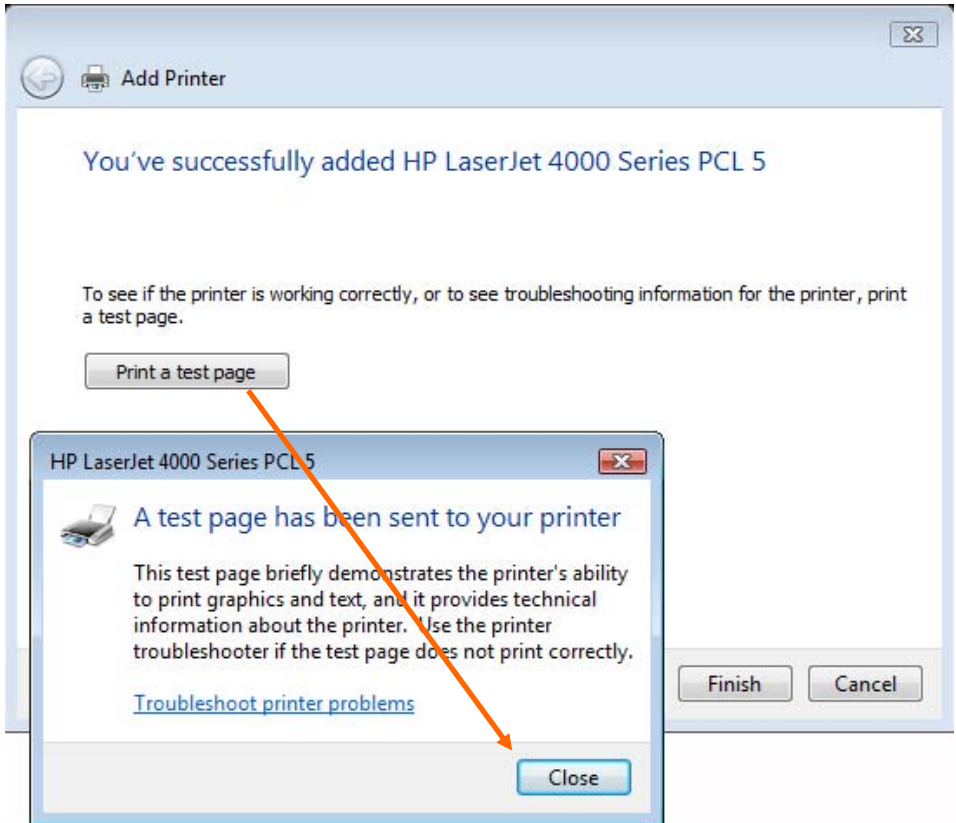 Add Printer
You've successfully added HP LaserJet 4000 Series PCL 5
To see if the printer is working correctly, or to see troubleshooting information for the printer, print
a test page.
Print a test page
HP LaserJet 4000 Series PCL 5
A test page has been sent to your printer
This test page briefly demonstrates the printer's ability
to print graphics and text, and it provides technical
information about the printer. Use the printer
troubleshooter if the test page does not print correctly.
Troubleshoot printer problems
Close
Finish Cancel